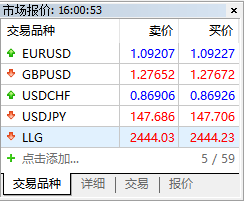 市场报价: 16:00:53
交易品种 卖价 买价
EURUSD 1.09207 1.09227
GBPUSD 1.27652 1.27672
USDCHF 0.86906 0.86926
USDJPY 147.686 147.706
LLG 2444.03 2444.23
点击添加... 5 / 59
交易品种 详细 交易 报价